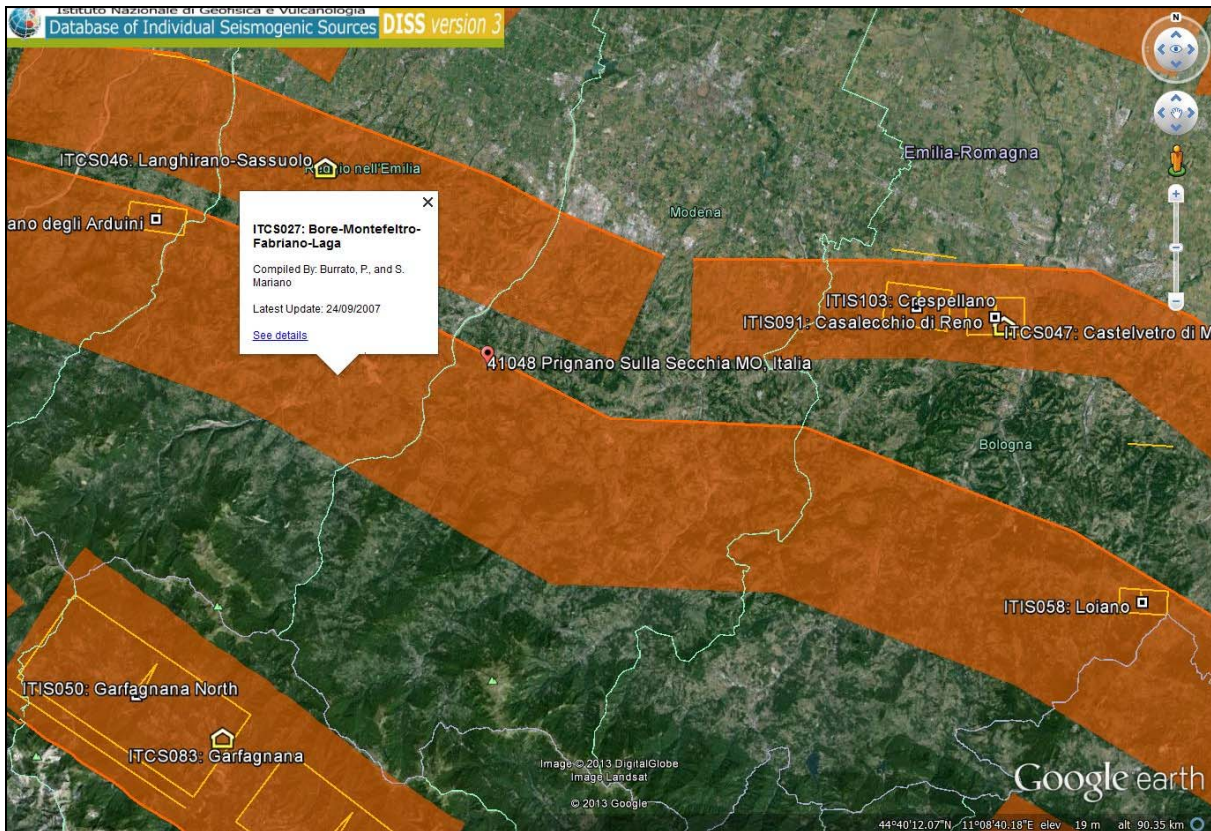 Istituto Nazionale di Geofisica e Vulcanologia
Database of Individual Seismogenic Sources DISS version 3
N
ITCS046: Langhirano-Sassuolo
Reggio nell'Emilia
Emilia-Romagna
Modena
ano degli Arduini
ITCS027: Bore-Montefeltro-
Fabriano-Laga
Compiled By: Burrato, P., and S.
Mariano
Latest Update: 24/09/2007
See details
ITIS103: Crespellano
ITIS091: Casalecchio di Reno
ITCS047: Castelvetro di M
41048 Prignano Sulla Secchia MO, Italia
Bologna
ITIS058: Loiano
ITIS050: Garfagnana North
ITCS083: Garfagnana
Image © 2013 DigitalGlobe
Image Landsat
© 2013 Google
Google earth
44°40'12.07"N 11°08'40.18"E elev 19 m alt 90.35 km